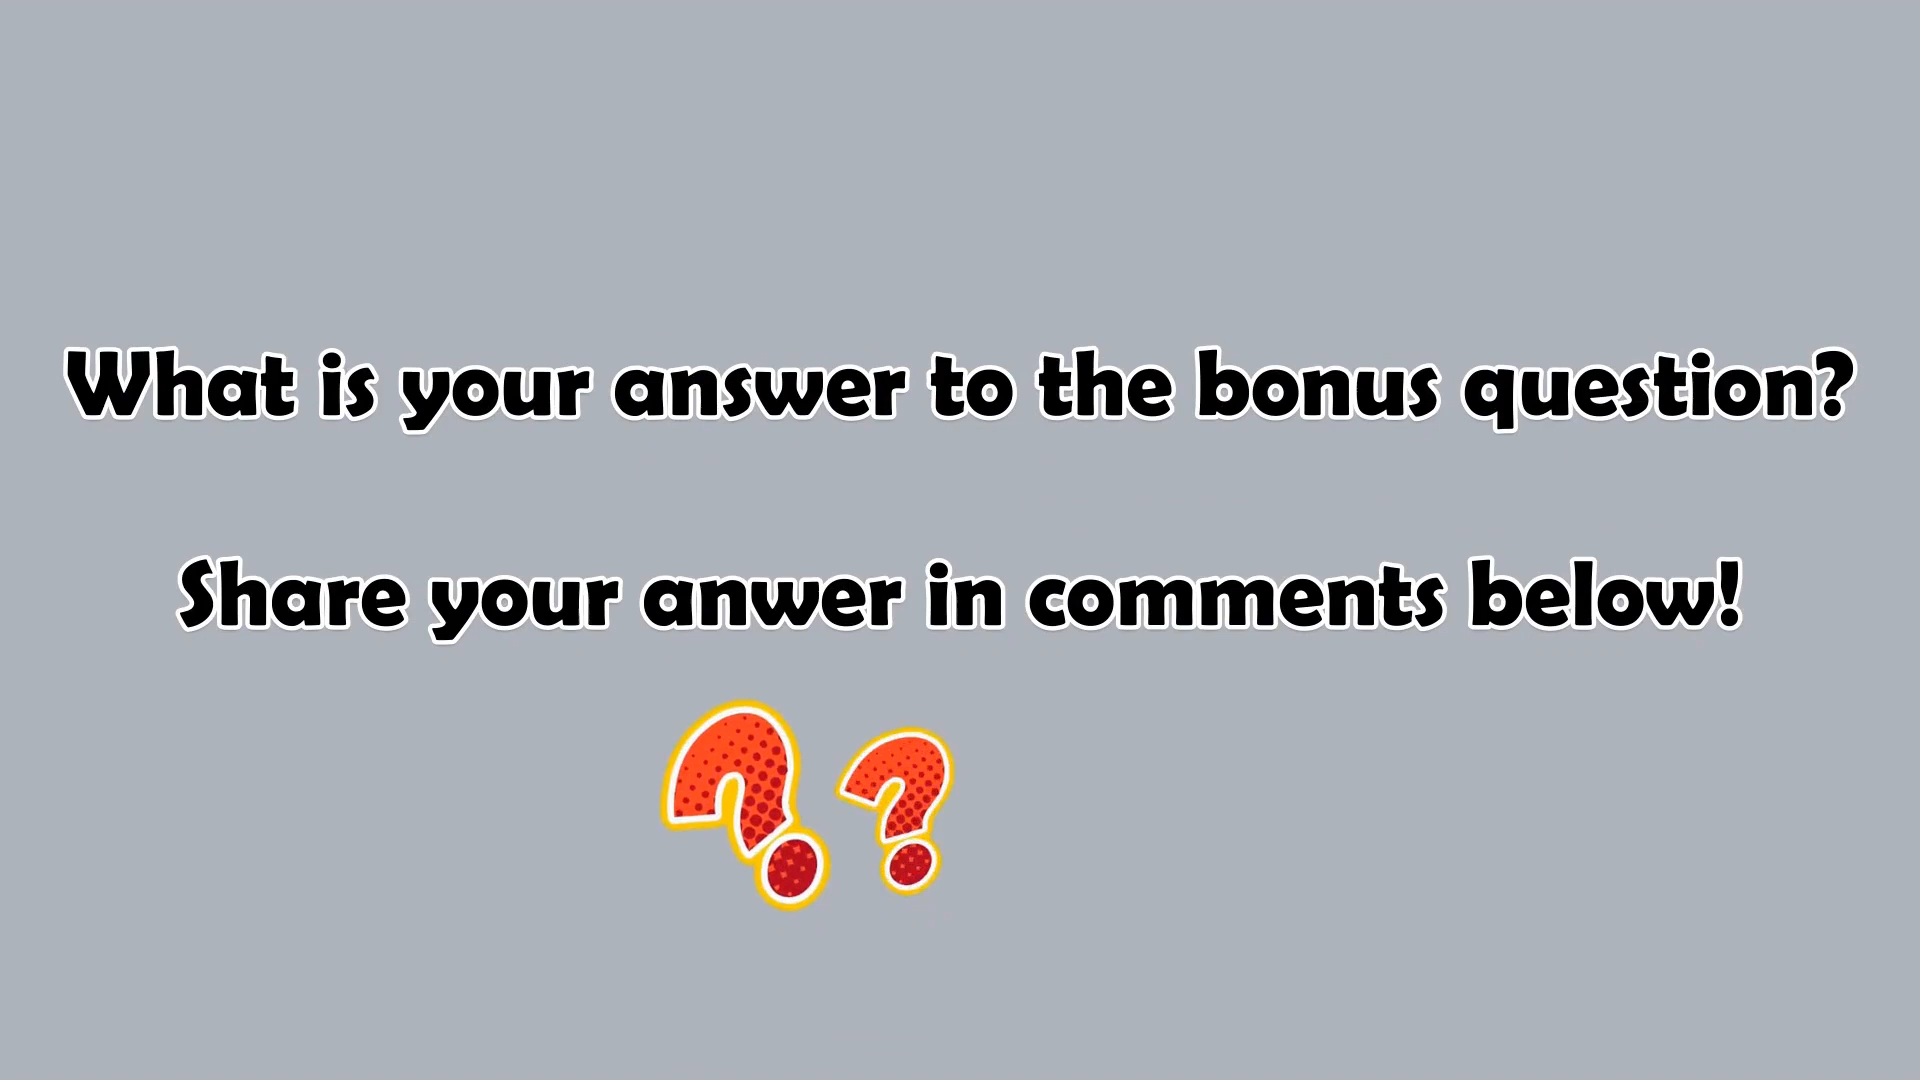 What is your answer to the bonus question?
Share your anwer in comments below!
??